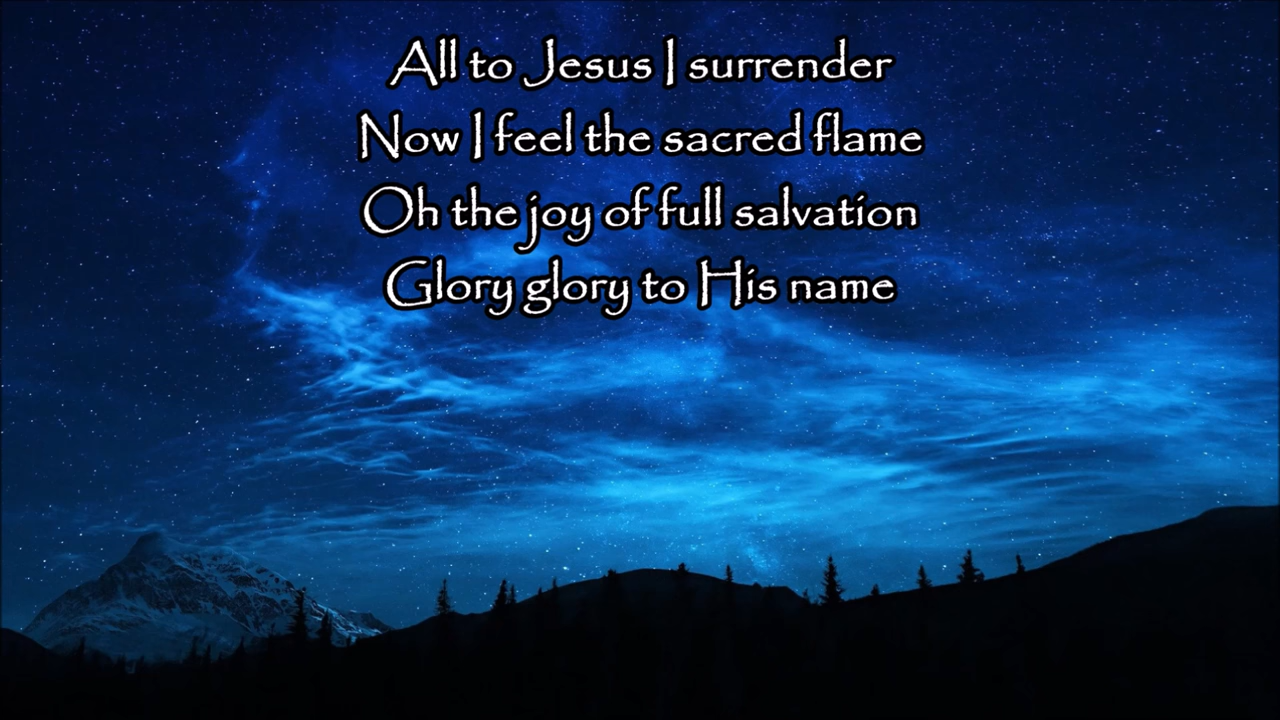 All to Jesus I surrender
Now I feel the sacred flame
Oh the joy of full salvation
Glory glory to His name